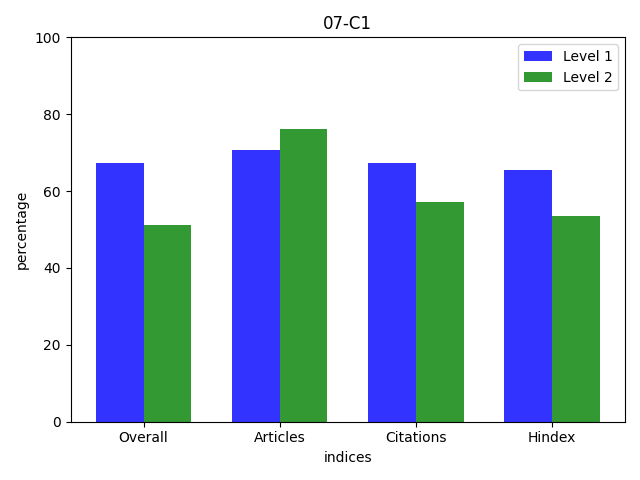 07-C1
100
80
60
40
20
0
percentage
Level 1
Level 2
Overall
Articles
Citations
Hindex
indices